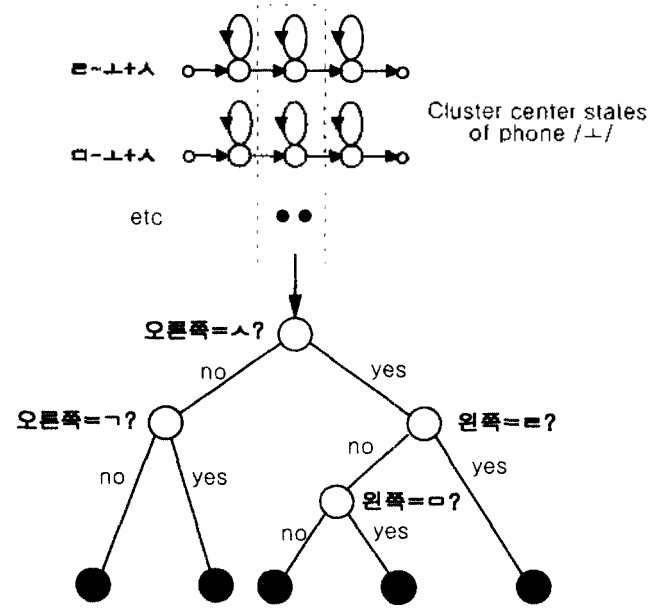 ㄹ-ㅗ+ㅅ
Cluster center states
of phone /ㅗ/
ㅁ-ㅗ+ㅅ
etc
오른쪽=ㅅ?
no
yes
오른쪽=ㄱ?
왼쪽=ㄹ?
no
no
yes
yes
왼쪽=ㅁ?
no
yes